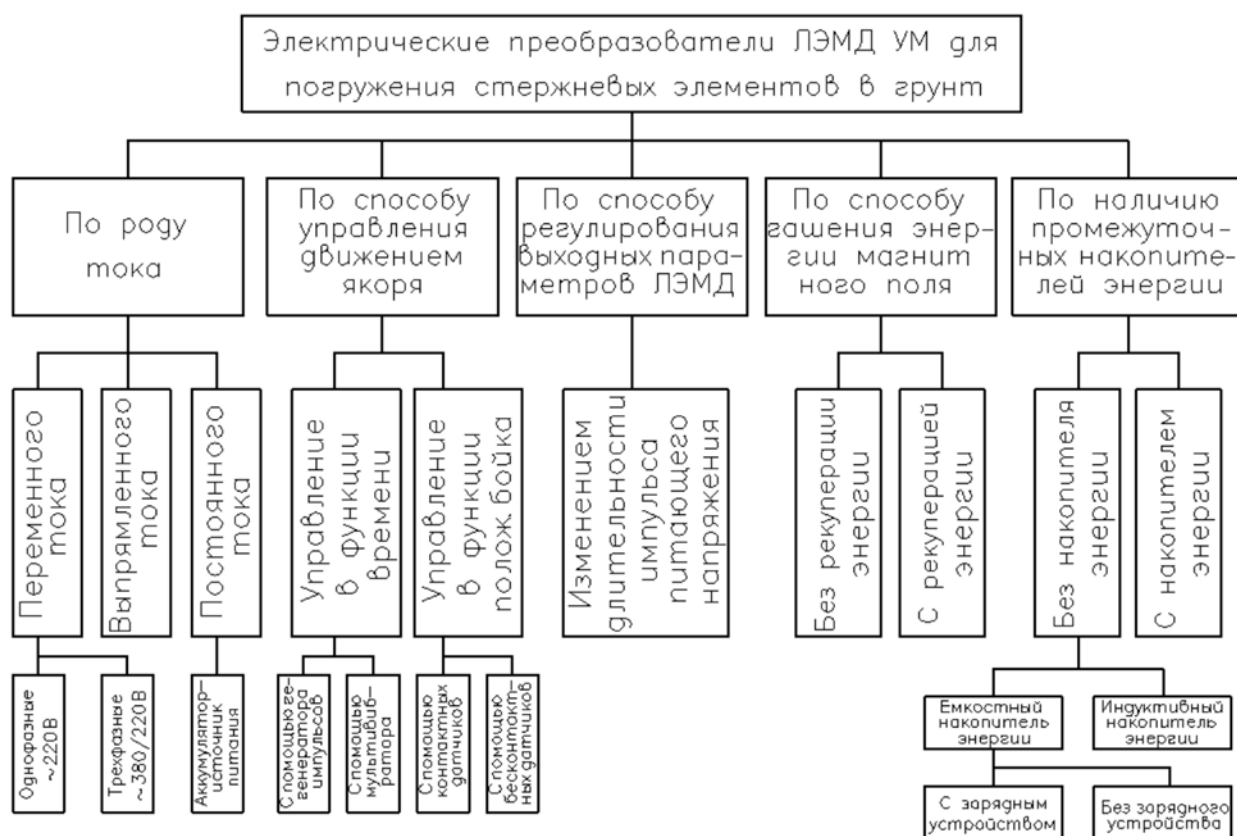 Электрические преобразователи ЛЭМД УМ для
погружения стержневых элементов в грунт
По роду
тока
По способу
управления
движением
якоря
По способу
регулирования
выходных пара-
метров ЛЭМД
По способу
гашения энер-
гии магнит
ного поля
По наличию
промежуточ-
ных накопите-
лей энергии
Переменного
тока
Выпрямленного
тока
Постоянного
тока
Управление
в функции
времени
Управление
в функции
полож. бойка
Изменением
длительности
импульса
питающего
напряжения
Без рекуперации
энергии
С рекуперацией
энергии
Без накопителя
энергии
С накопителем
энергии
Однофазные
~220В
Трехфазные
~380/220В
Аккумулятор-
источник
питания
С помощью ге-
генератора
импульсов
С помощью
мультивиб-
ратора
С помощью
контактных
датчиков
С помощью
бесконтакт-
ных датчиков
Емкостный
накопитель
энергии
Индуктивный
накопитель
энергии
С зарядным
устройством
Без зарядного
устройства